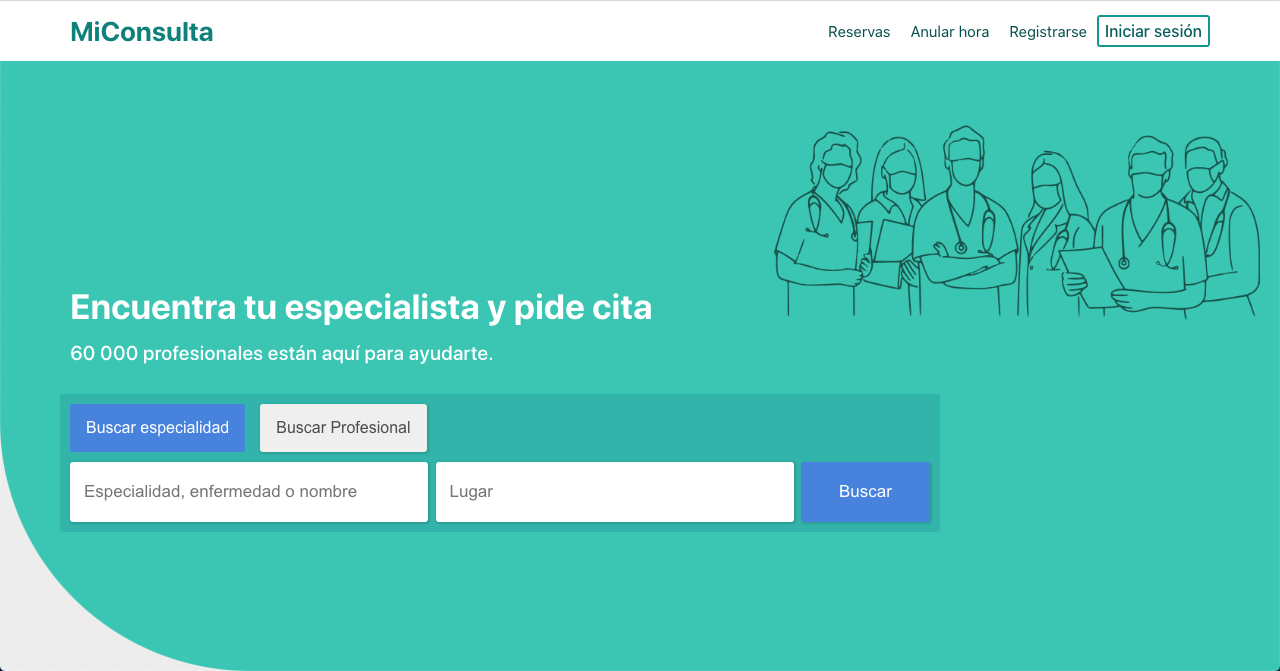 MiConsulta
Reservas Anular hora Registrarse Iniciar sesión
Encuentra tu especialista y pide cita
60 000 profesionales están aquí para ayudarte.
Buscar especialidad Buscar Profesional
Especialidad, enfermedad o nombre Lugar Buscar